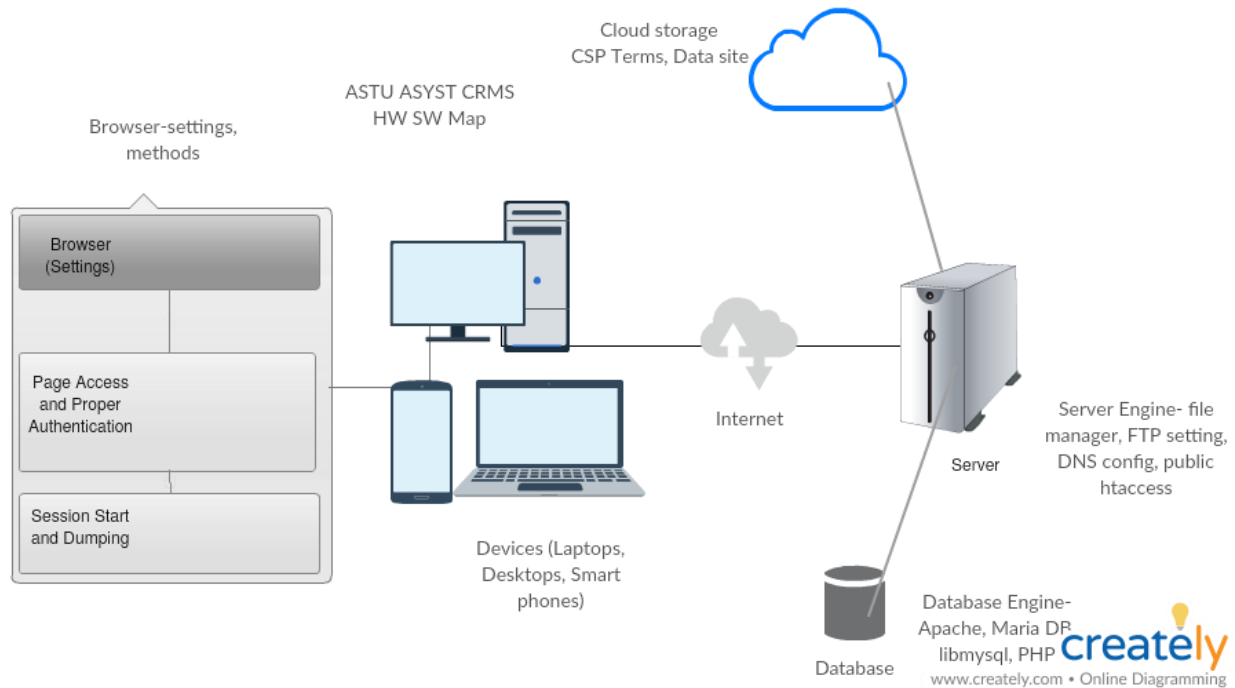 Cloud storage
CSP Terms, Data site
ASTU ASYST CRMS
HW SW Map
Browser-settings,
methods
Browser
(Settings)
Page Access
and Proper
Authentication
Session Start
and Dumping
Internet
Server
Server Engine- file
manager, FTP setting,
DNS config, public
htaccess
Devices (Laptops,
Desktops, Smart
phones)
Database
Database Engine-
Apache, Maria DB
libmysql, PHP
creately
www.creately.com • Online Diagramming